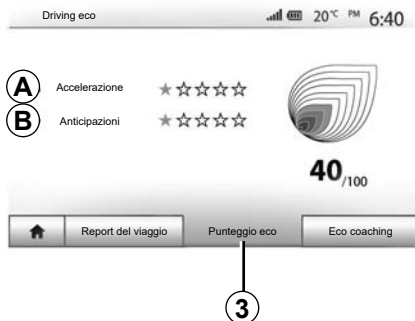 Driving eco 20°C PM 6:40
A Accelerazione
B Anticipazioni
40/100
Report del viaggio Punteggio eco Eco coaching
3